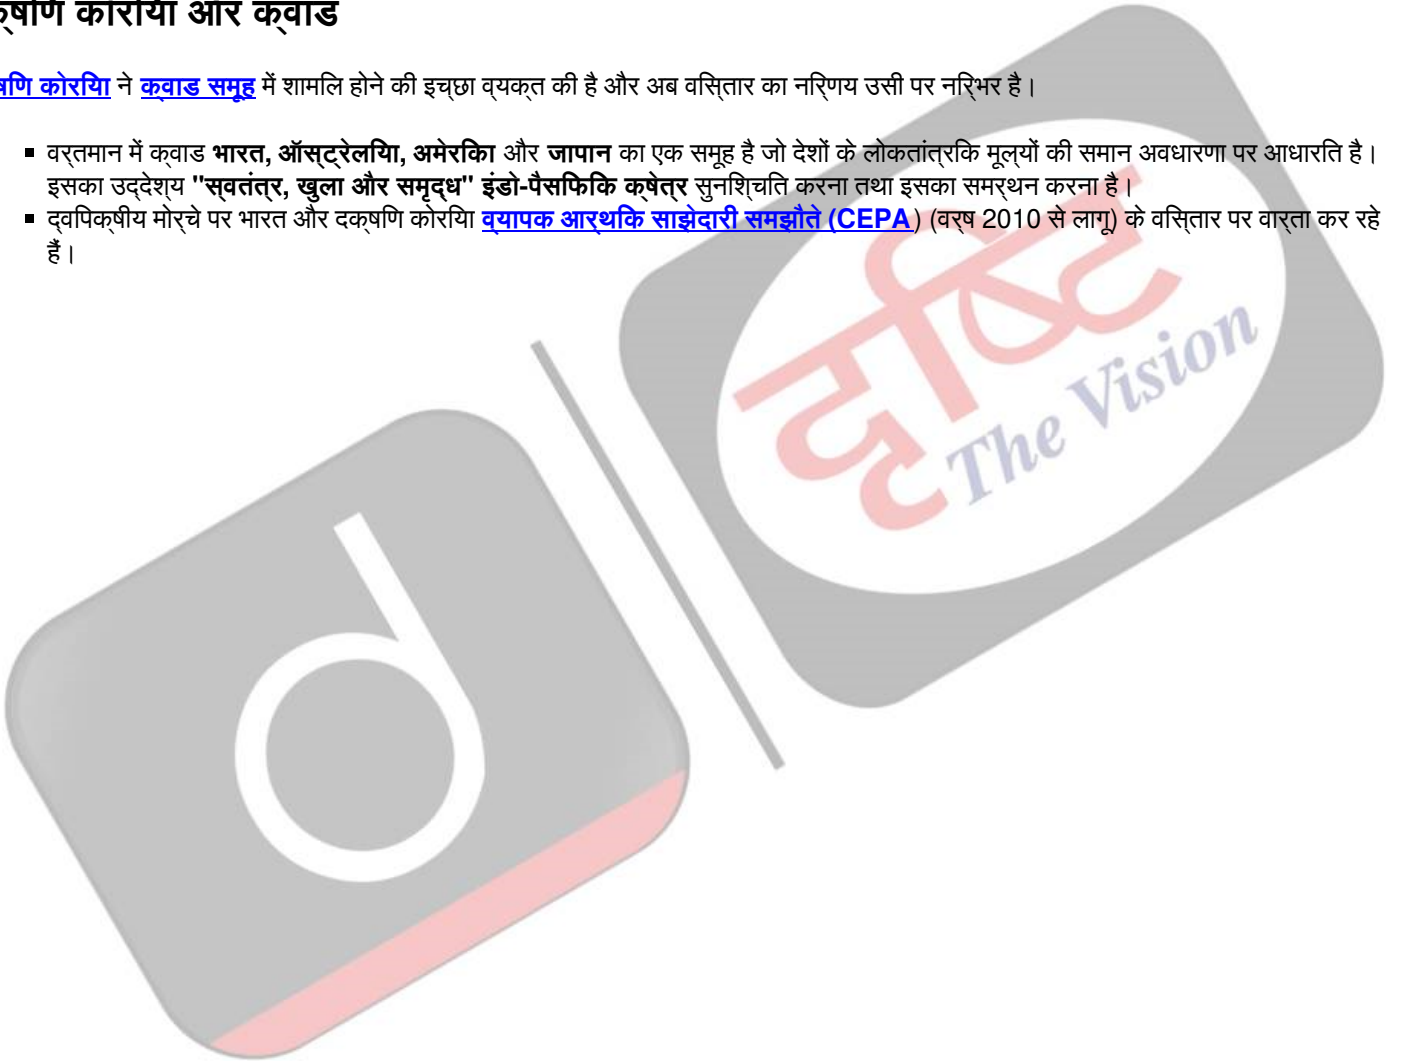 दक्षिण कोरिया और क्वाड
दक्षिण कोरिया ने क्वाड समूह में शामिल होने की इच्छा व्यक्त की है और अब विस्तार का निर्णय उसी पर निर्भर है।
वर्तमान में क्वाड भारत, ऑस्ट्रेलिया, अमेरिका और जापान का एक समूह है जो देशों के लोकतांत्रिक मूल्यों की समान अवधारणा पर आधारित है।
इसका उद्देश्य "स्वतंत्र, खुला और समृद्ध" इंडो-पैसिफिक क्षेत्र सुनिश्चित करना तथा इसका समर्थन करना है।
द्विपक्षीय मोर्चे पर भारत और दक्षिण कोरिया व्यापक आर्थिक साझेदारी समझौते (CEPA) (वर्ष 2010 से लागू) के विस्तार पर वार्ता कर रहे
हैं।
दृष्टि
The Vision
d